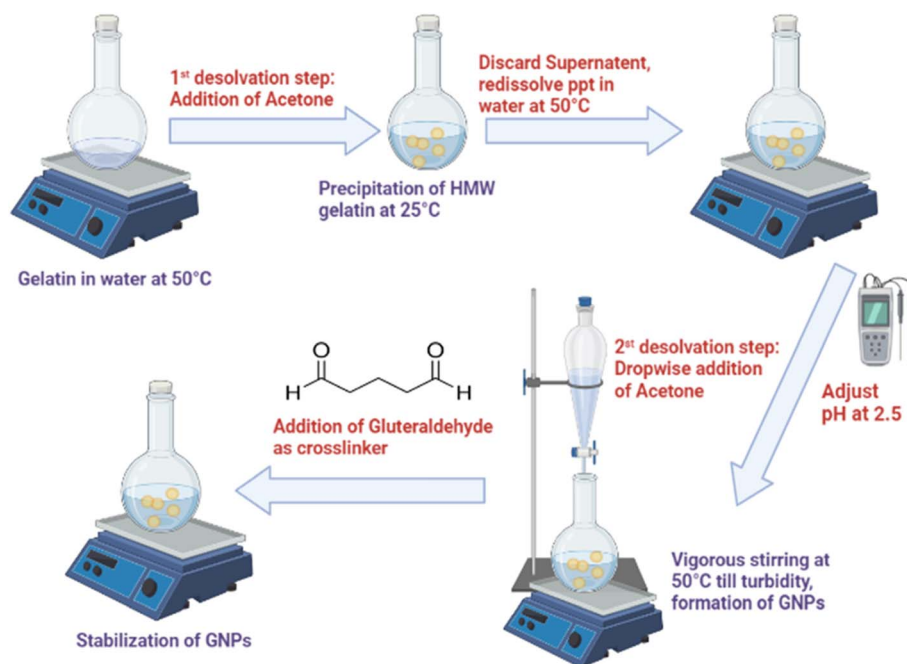 1st desolvation step:
Addition of Acetone
Discard Supernatent,
redissolve ppt in
water at 50°C
Precipitation of HMW
gelatin at 25°C
Gelatin in water at 50°C
Adjust
pH at 2.5
2st desolvation step:
Dropwise addition
of Acetone
Vigorous stirring at
50°C till turbidity,
formation of GNPs
O O
H H
Addition of Gluteraldehyde
as crosslinker
Stabilization of GNPs